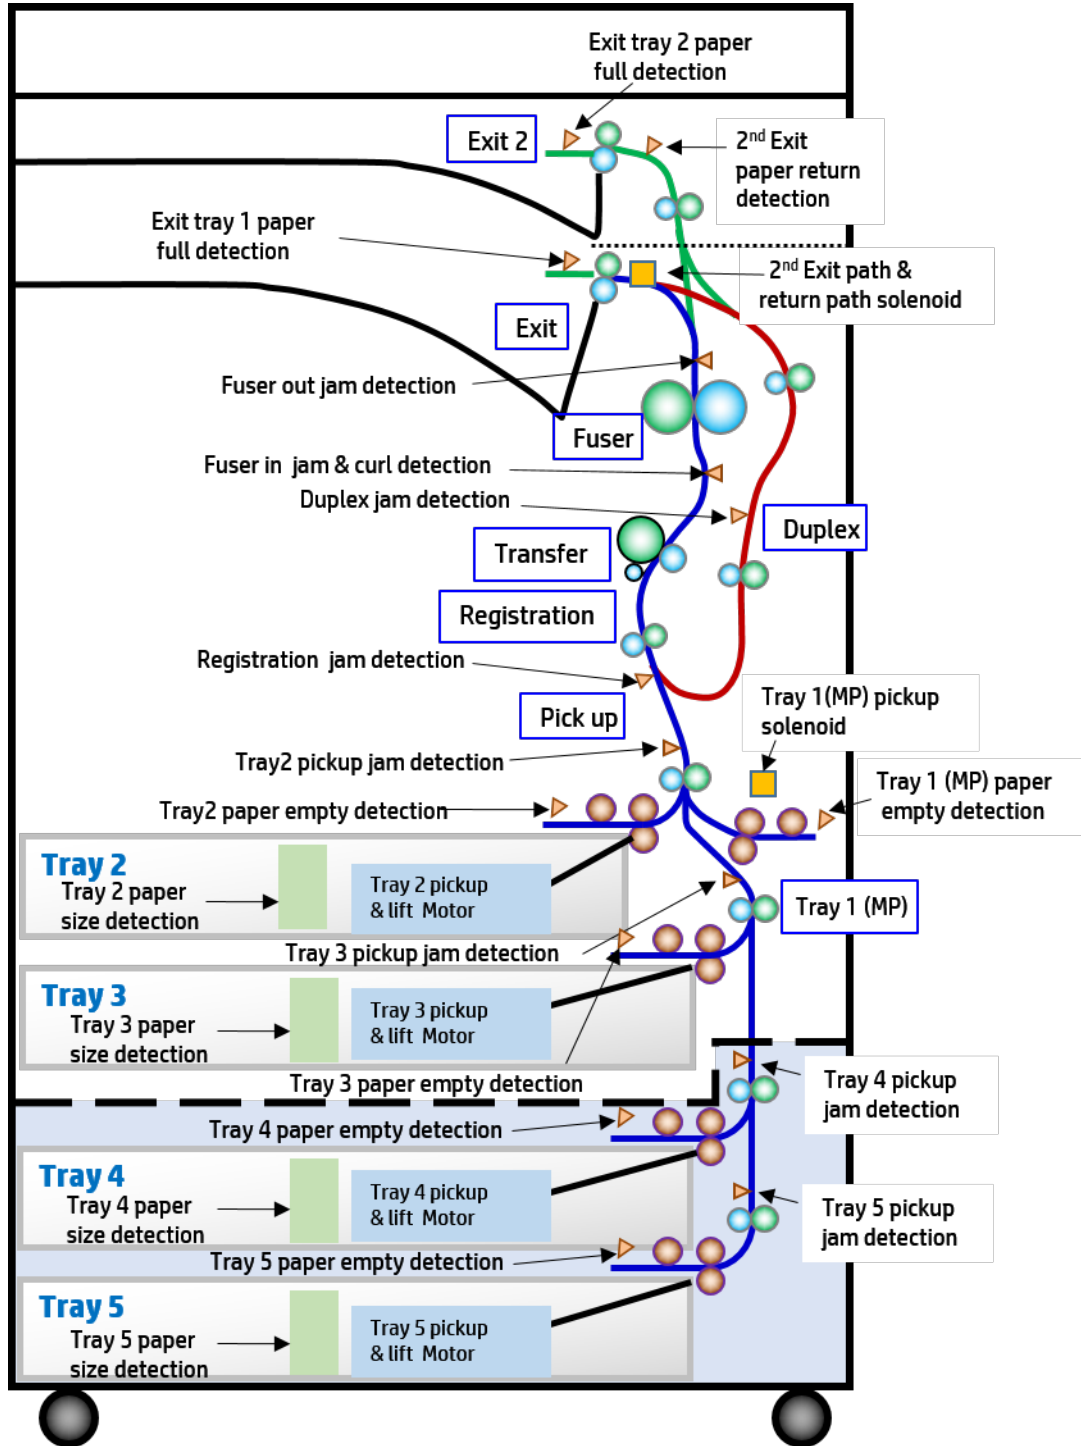 Exit tray 2 paper
full detection
Exit 2
2nd Exit
paper return
detection
Exit tray 1 paper
full detection
2nd Exit path &
return path solenoid
Exit
Fuser out jam detection
Fuser
Fuser in jam & curl detection
Duplex jam detection
Duplex
Transfer
Registration
Registration jam detection
Tray 1(MP) pickup
solenoid
Pick up
Tray2 pickup jam detection
Tray 1 (MP) paper
empty detection
Tray2 paper empty detection
Tray 2
Tray 2 paper
size detection
Tray 2 pickup
& lift Motor
Tray 1 (MP)
Tray 3 pickup jam detection
Tray 3
Tray 3 paper
size detection
Tray 3 pickup
& lift Motor
Tray 3 paper empty detection
Tray 4 pickup
jam detection
Tray 4 paper empty detection
Tray 4
Tray 4 paper
size detection
Tray 4 pickup
& lift Motor
Tray 5 pickup
jam detection
Tray 5 paper empty detection
Tray 5
Tray 5 paper
size detection
Tray 5 pickup
& lift Motor